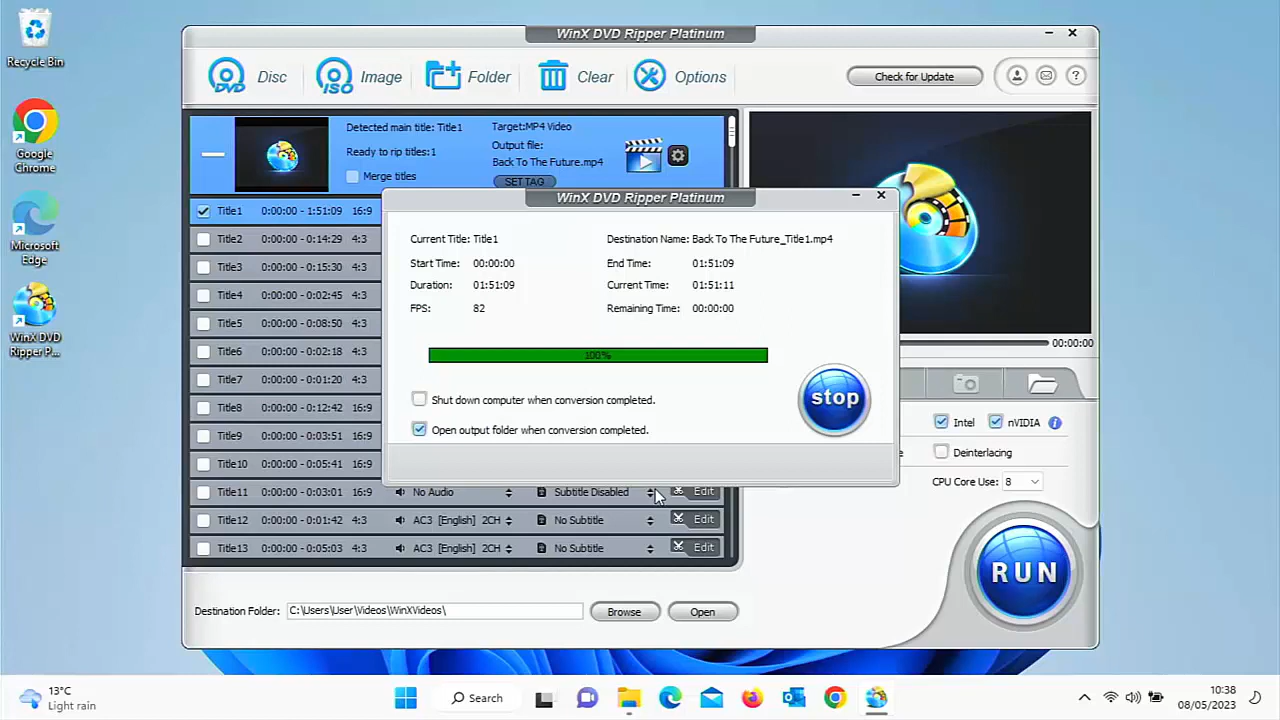 Recycle Bin
Google
Chrome
Microsoft
Edge
WinX DVD
Ripper P...
WinX DVD Ripper Platinum
DVD
Disc
ISO
Image
Folder
Clear
Options
Check for Update
?
Detected main title: Title1
Ready to rip titles:1
Merge titles
Target:MP4 Video
Output file:
Back To The Future.mp4
SET TAG
Title1 0:00:00 - 1:51:09 16:9
Title2 0:00:00 - 0:14:29 4:3
Title3 0:00:00 - 0:15:30 4:3
Title4 0:00:00 - 0:02:45 4:3
Title5 0:00:00 - 0:08:50 4:3
Title6 0:00:00 - 0:02:18 4:3
Title7 0:00:00 - 0:01:20 4:3
Title8 0:00:00 - 0:12:42 4:3
Title9 0:00:00 - 0:03:51 4:3
Title10 0:00:00 - 0:05:41 16:9
Title11 0:00:00 - 0:03:01 4:3 No Audio Subtitle Disabled Edit
Title12 0:00:00 - 0:01:42 4:3 AC3 [English] 2CH No Subtitle Edit
Title13 0:00:00 - 0:05:03 4:3 AC3 [English] 2CH No Subtitle Edit
WinX DVD Ripper Platinum
Current Title: Title1 Destination Name: Back To The Future_Title1.mp4
Start Time: 00:00:00 End Time: 01:51:09
Duration: 01:51:09 Current Time: 01:51:11
FPS: 82 Remaining Time: 00:00:00
100%
Shut down computer when conversion completed.
Open output folder when conversion completed.
stop
00:00:00
Intel nVIDIA i
Deinterlacing
CPU Core Use: 8
RUN
Destination Folder: C:\Users\User\Videos\WinXVideos\ Browse Open
13°C
Light rain
Search
10:38
08/05/2023